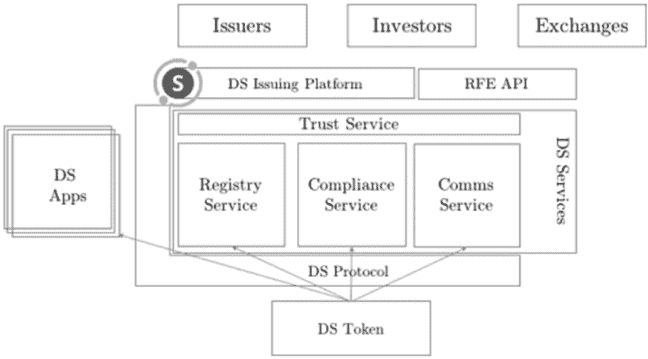 Issuers
Investors
Exchanges
S
DS Issuing Platform
RFE API
Trust Service
DS
Apps
Registry
Service
Compliance
Service
Comms
Service
DS Services
DS Protocol
DS Token